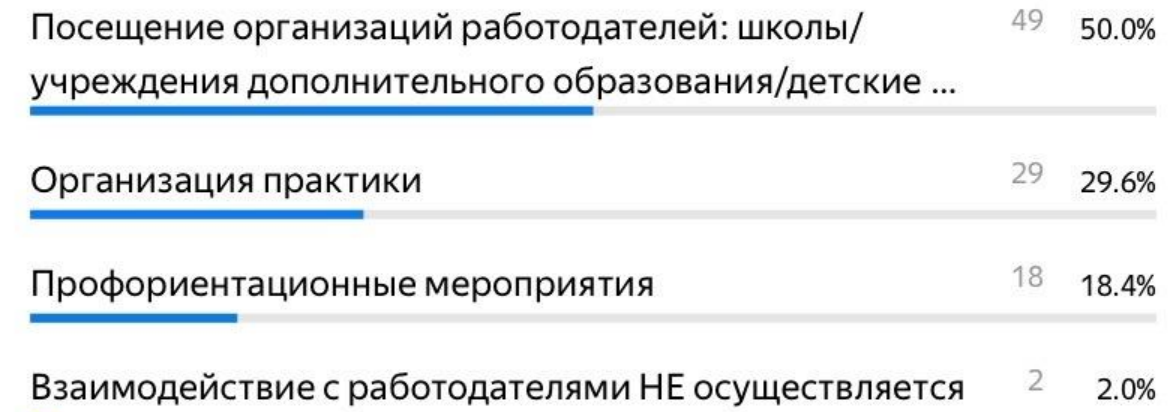 Посещение организаций работодателей: школы/ 49 50.0%
учреждения дополнительного образования/детские ...
Организация практики 29 29.6%
Профориентационные мероприятия 18 18.4%
Взаимодействие с работодателями НЕ осуществляется 2 2.0%